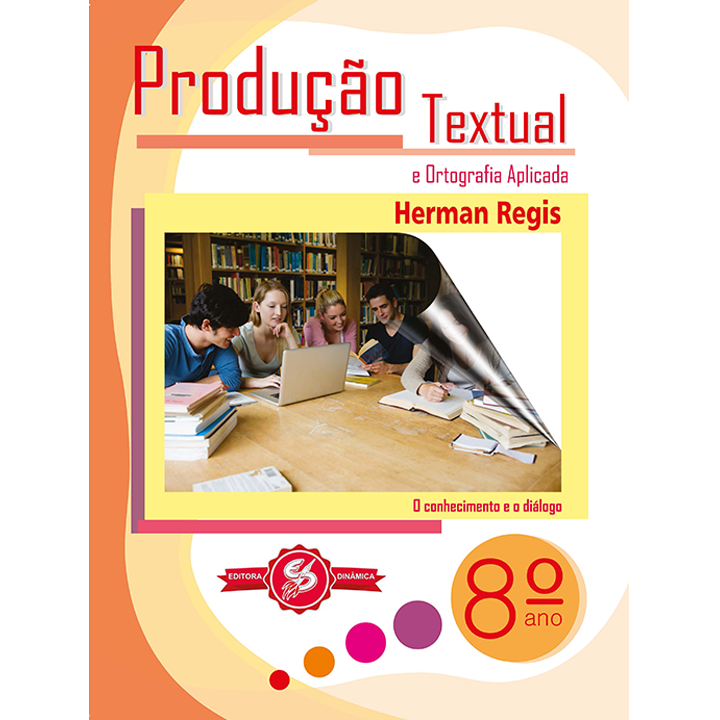 Produção
Textual
e Ortografia Aplicada
Herman Regis
O conhecimento e o diálogo
EDITORA DINÂMICA
8º
ano